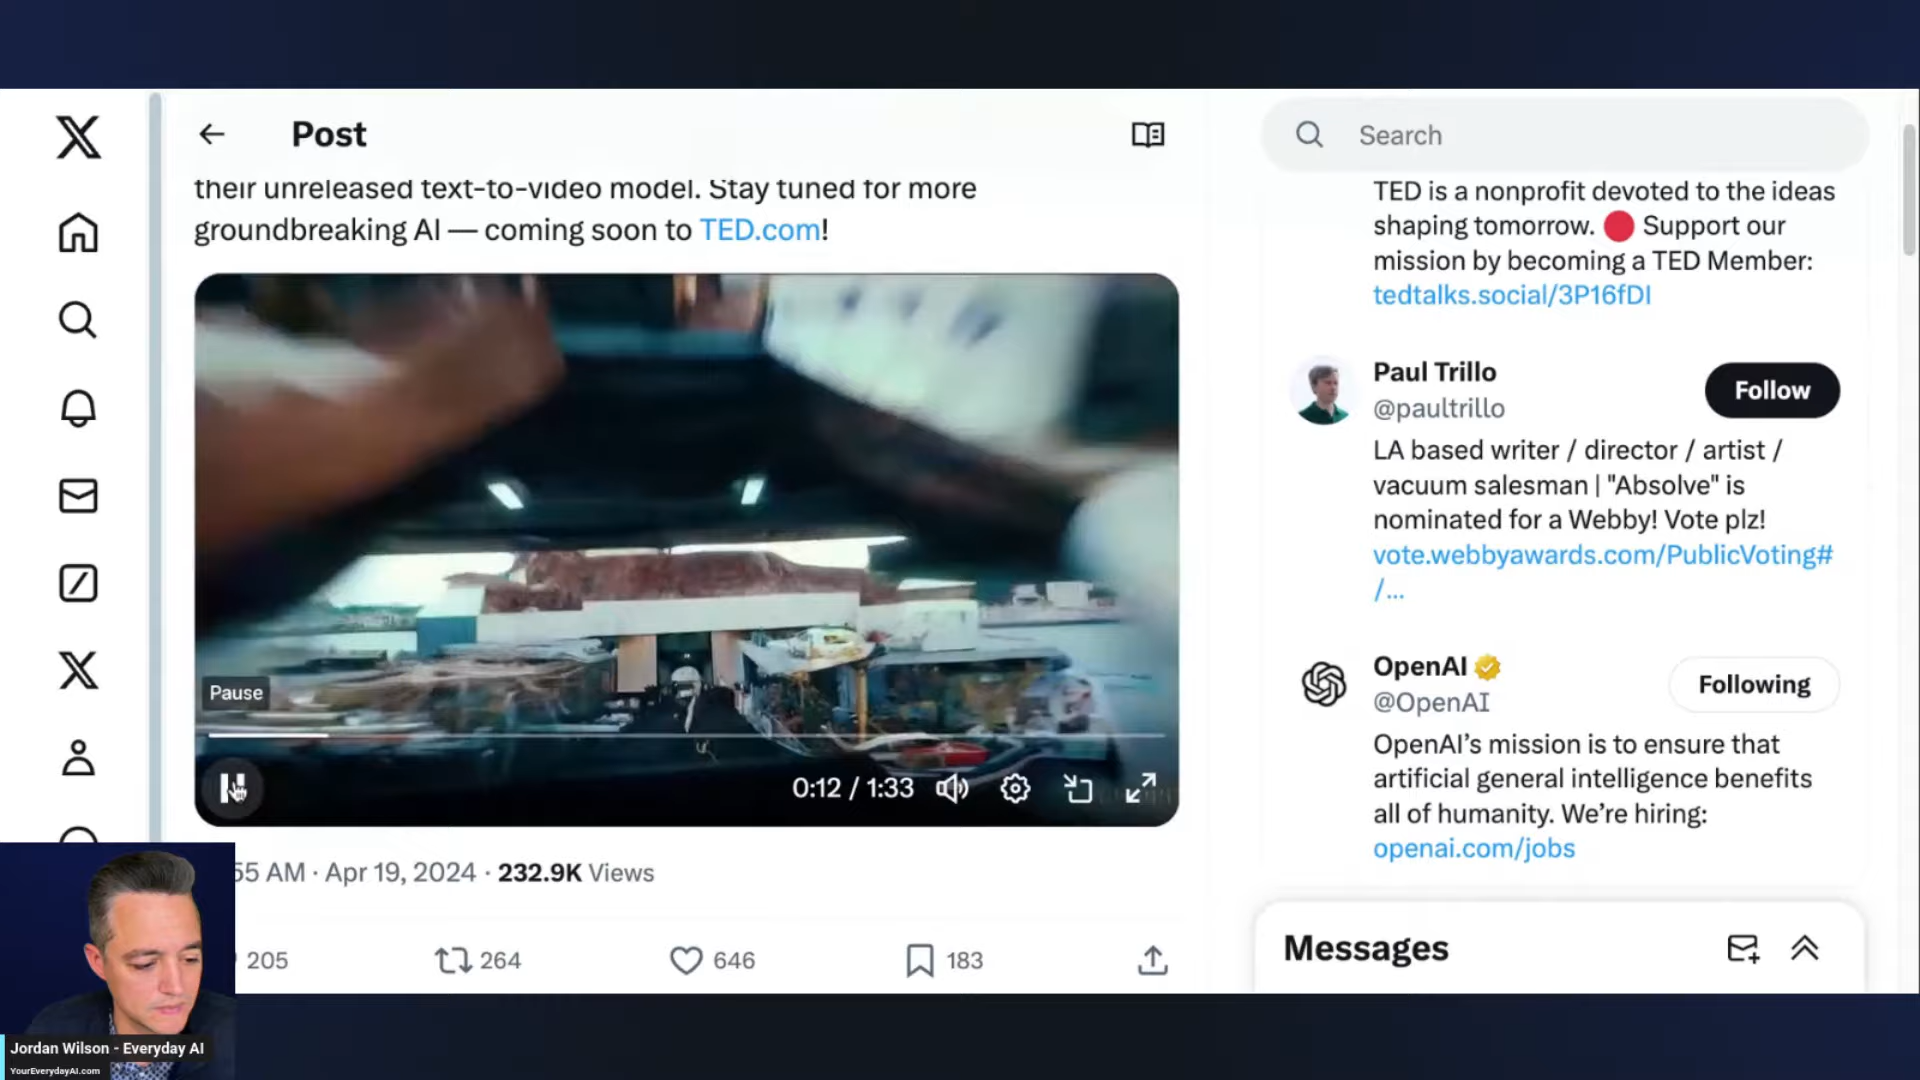 Post
Search
their unreleased text-to-video model. Stay tuned for more
groundbreaking AI — coming soon to TED.com!
Pause
0:12 / 1:33
55 AM · Apr 19, 2024 · 232.9K Views
205
264
646
183
TED is a nonprofit devoted to the ideas
shaping tomorrow. 🔴 Support our
mission by becoming a TED Member:
tedtalks.social/3P16fDI
Paul Trillo
@paultrillo
Follow
LA based writer / director / artist /
vacuum salesman | "Absolve" is
nominated for a Webby! Vote plz!
vote.webbyawards.com/PublicVoting#
/…
OpenAI
@OpenAI
Following
OpenAI’s mission is to ensure that
artificial general intelligence benefits
all of humanity. We’re hiring:
openai.com/jobs
Messages
Jordan Wilson - Everyday AI
YourEverydayAI.com